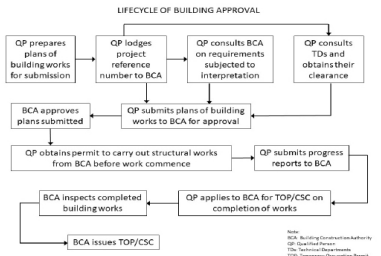 LIFECYCLE OF BUILDING APPROVAL
QP prepares
plans of
building works
for submission
QP lodges
project
reference
number to BCA
QP consults BCA
on requirements
subjected to
interpretation
QP consults
TDs and
obtains their
clearance
BCA approves
plans submitted
QP submits plans of building
works to BCA for approval
QP obtains permit to carry out structural works
from BCA before work commence
QP submits progress
reports to BCA
BCA inspects completed
building works
QP applies to BCA for TOP/CSC on
completion of works
BCA issues TOP/CSC
Note:
BCA: Building Construction Authority
QP: Qualified Person
TDs: Technical Departments
TOP: Temporary Occupation Permit